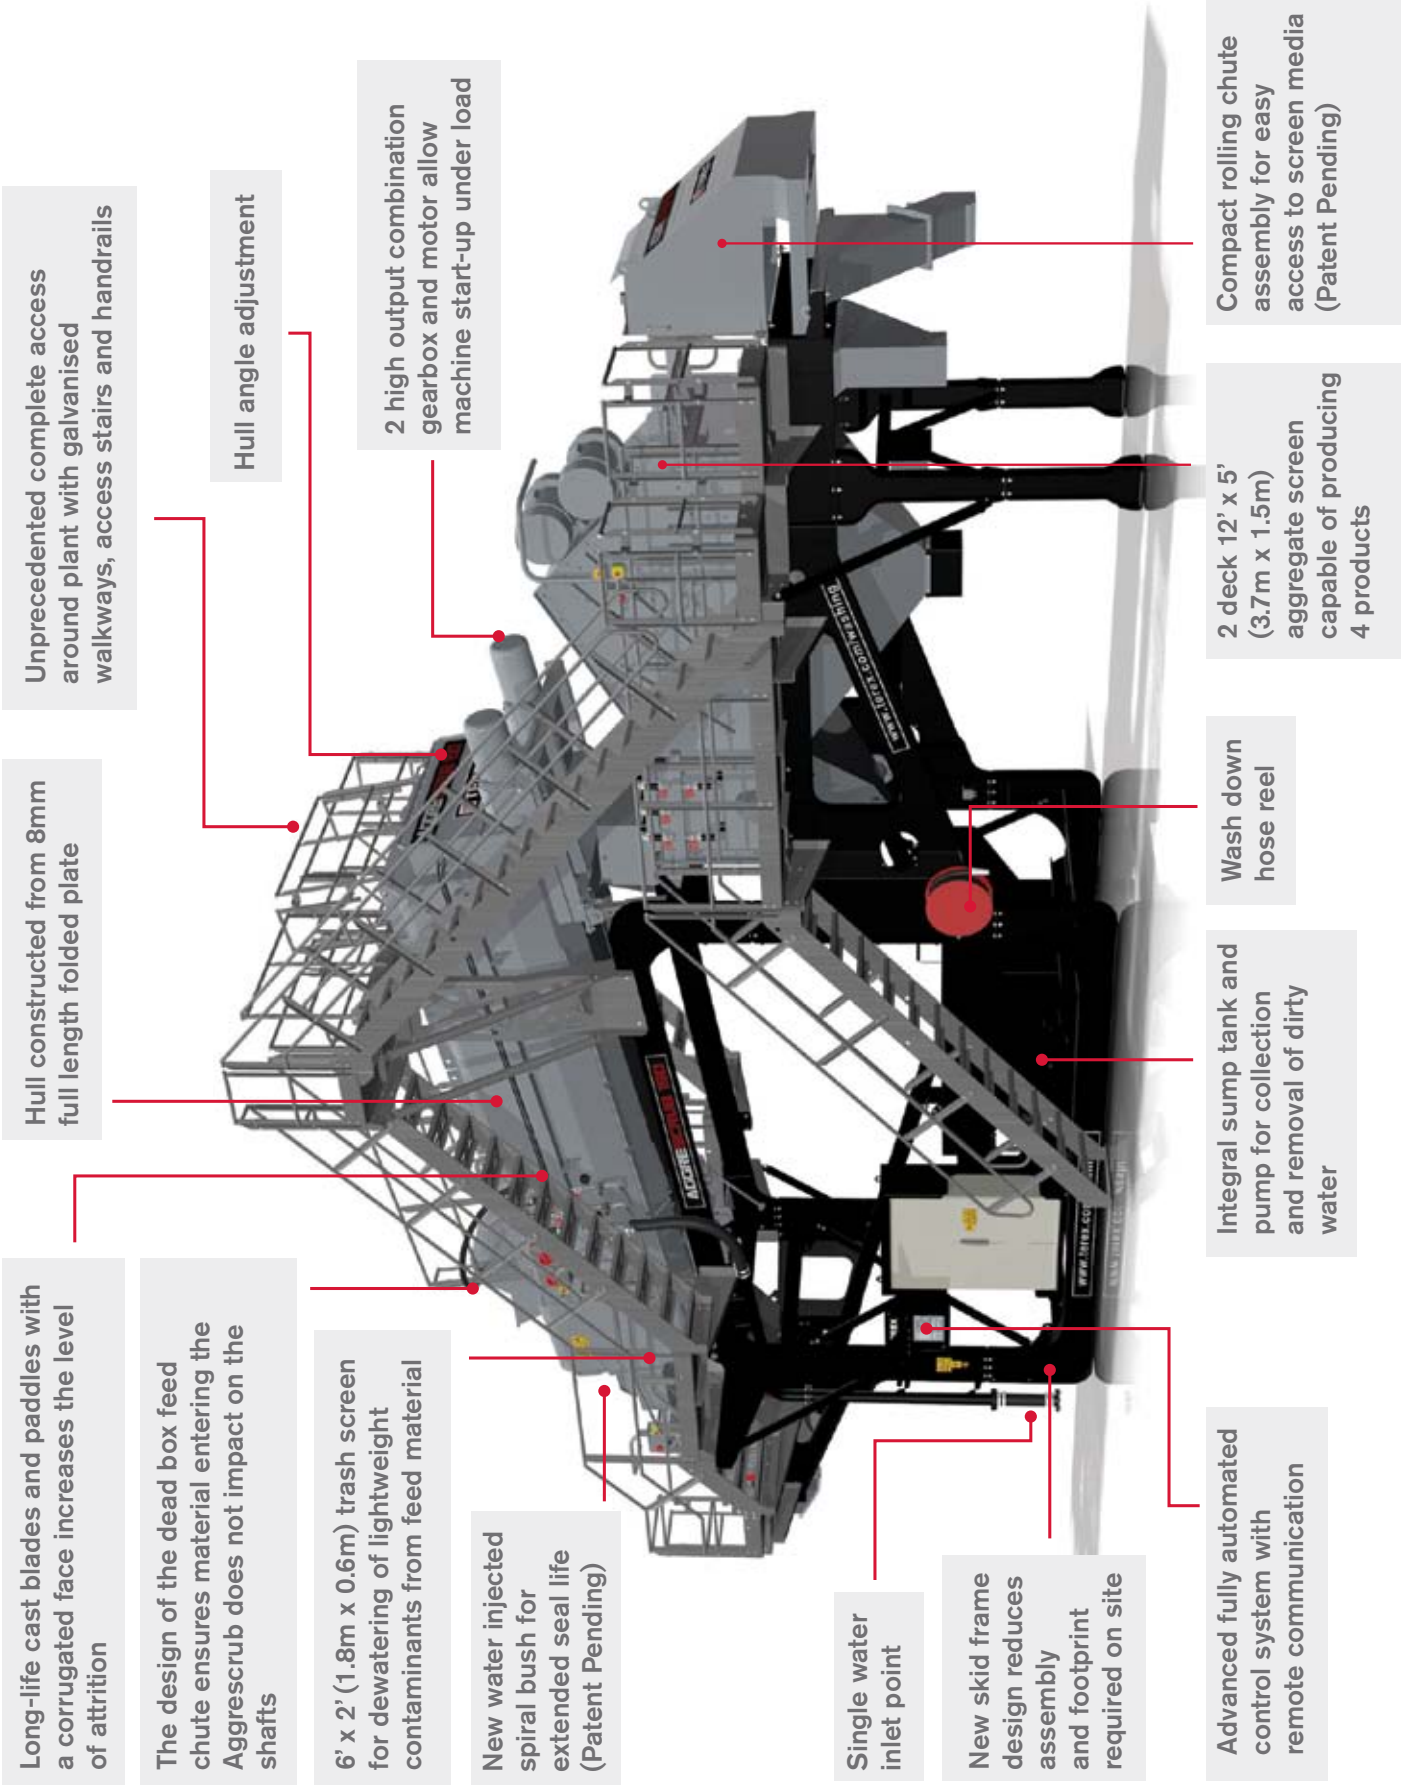 Long-life cast blades and paddles with
a corrugated face increases the level
of attrition
Hull constructed from 8mm
full length folded plate
Unprecedented complete access
around plant with galvanised
walkways, access stairs and handrails
The design of the dead box feed
chute ensures material entering the
Aggrescrub does not impact on the
shafts
Hull angle adjustment
6’ x 2’ (1.8m x 0.6m) trash screen
for dewatering of lightweight
contaminants from feed material
2 high output combination
gearbox and motor allow
machine start-up under load
New water injected
spiral bush for
extended seal life
(Patent Pending)
AGGRESCRUB 150
www.terex.com/washing
Single water
inlet point
New skid frame
design reduces
assembly
and footprint
required on site
Advanced fully automated
control system with
remote communication
Integral sump tank and
pump for collection
and removal of dirty
water
Wash down
hose reel
2 deck 12’ x 5’
(3.7m x 1.5m)
aggregate screen
capable of producing
4 products
Compact rolling chute
assembly for easy
access to screen media
(Patent Pending)